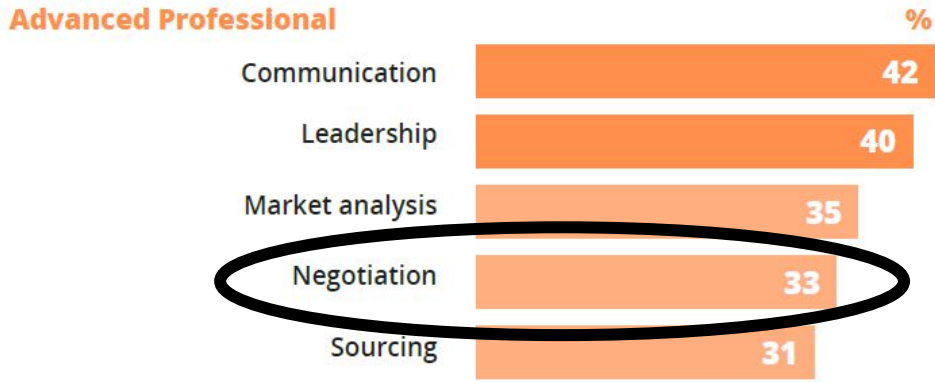 Advanced Professional %
Communication 42
Leadership 40
Market analysis 35
Negotiation 33
Sourcing 31